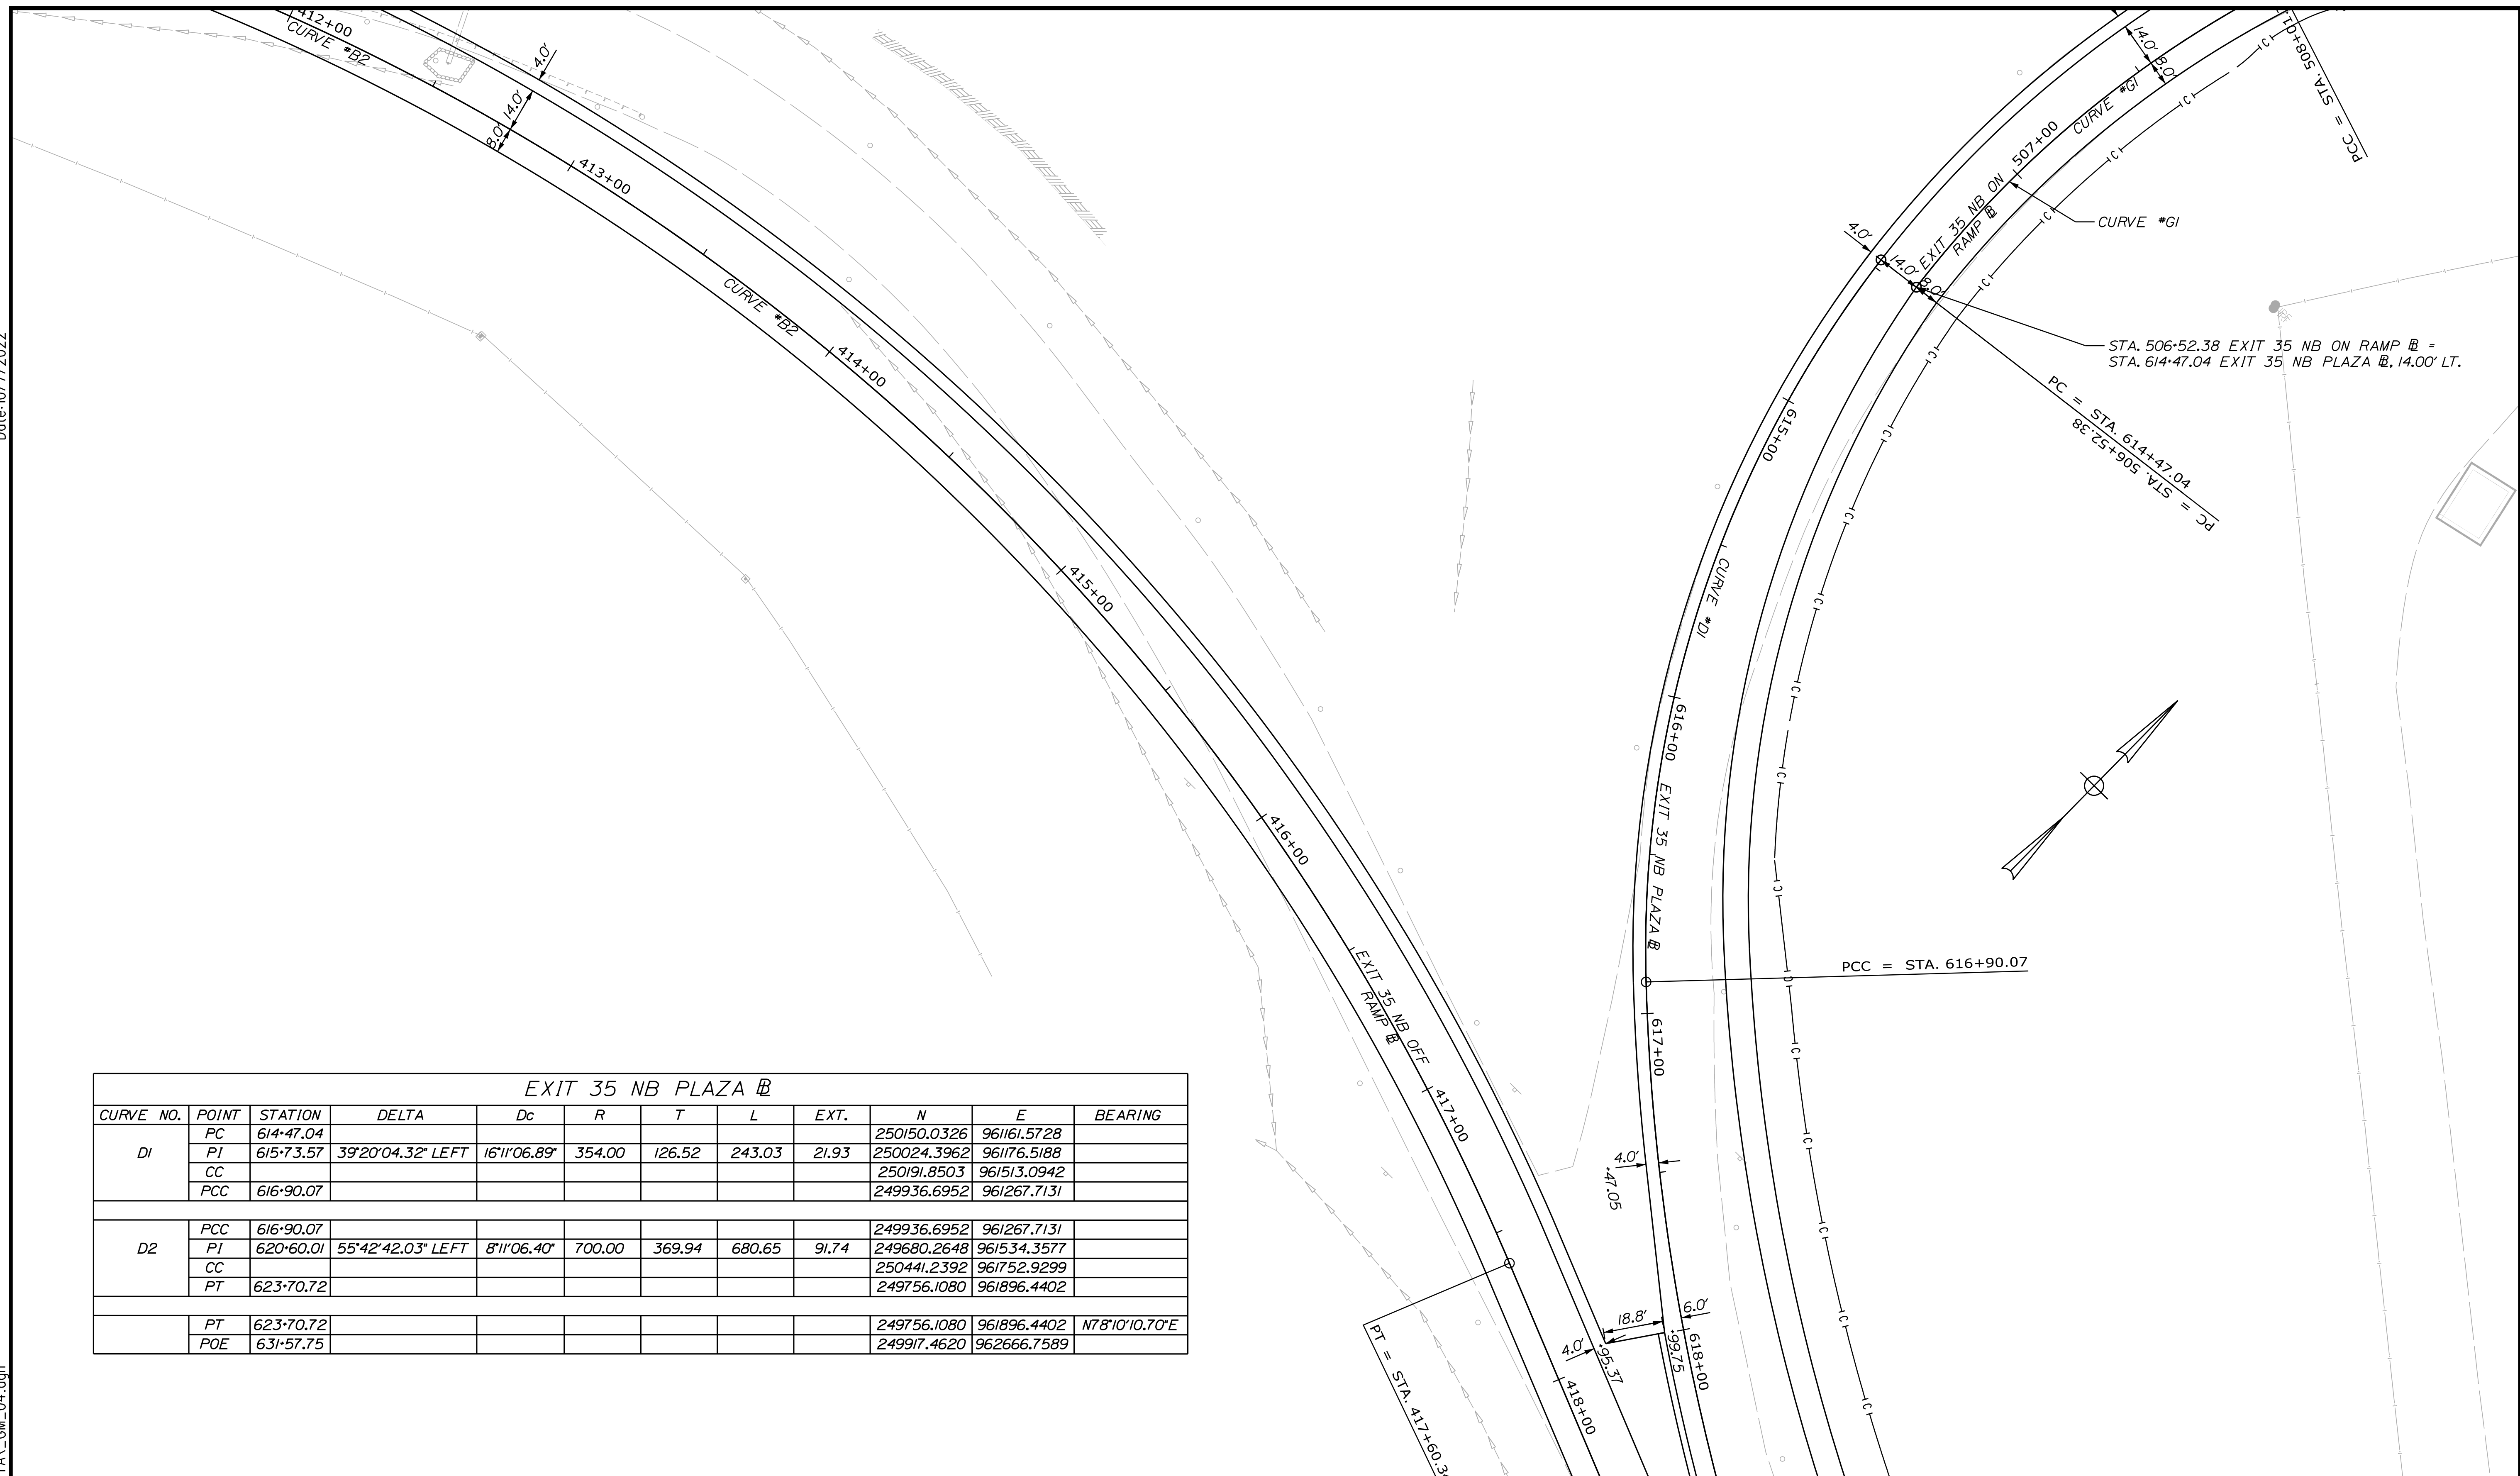 412+00
CURVE #B2
4.0'
14.0'
8.0'
413+00
CURVE #B2
414+00
415+00
416+00
EXIT 35 NB OFF
RAMP BL
417+00
PT = STA. 417+60.3
418+00
14.0'
8.0'
CURVE #G1
507+00
PCC = STA. 508+01
EXIT 35 NB ON
RAMP BL
CURVE #G1
4.0'
14.0'
8.0'
STA. 506+52.38 EXIT 35 NB ON RAMP BL =
STA. 614+47.04 EXIT 35 NB PLAZA BL, 14.00' LT.
PC = STA. 614+47.04
PC = STA. 506+52.38
615+00
CURVE #D1
616+00
EXIT 35 NB PLAZA BL
PCC = STA. 616+90.07
617+00
4.0'
+47.05
18.8'
6.0'
4.0'
+95.37
+99.75
618+00
EXIT 35 NB PLAZA BL
CURVE NO. POINT STATION DELTA Dc R T L EXT. N E BEARING
PC 614+47.04 250150.0326 961161.5728
D1 PI 615+73.57 39°20'04.32" LEFT 16°11'06.89" 354.00 126.52 243.03 21.93 250024.3962 961176.5188
CC 250191.8503 961513.0942
PCC 616+90.07 249936.6952 961267.7131
PCC 616+90.07 249936.6952 961267.7131
D2 PI 620+60.01 55°42'42.03" LEFT 8°11'06.40" 700.00 369.94 680.65 91.74 249680.2648 961534.3577
CC 250441.2392 961752.9299
PT 623+70.72 249756.1080 961896.4402
PT 623+70.72 249756.1080 961896.4402 N78°10'10.70"E
POE 631+57.75 249917.4620 962666.7589
Date:10/7/2022